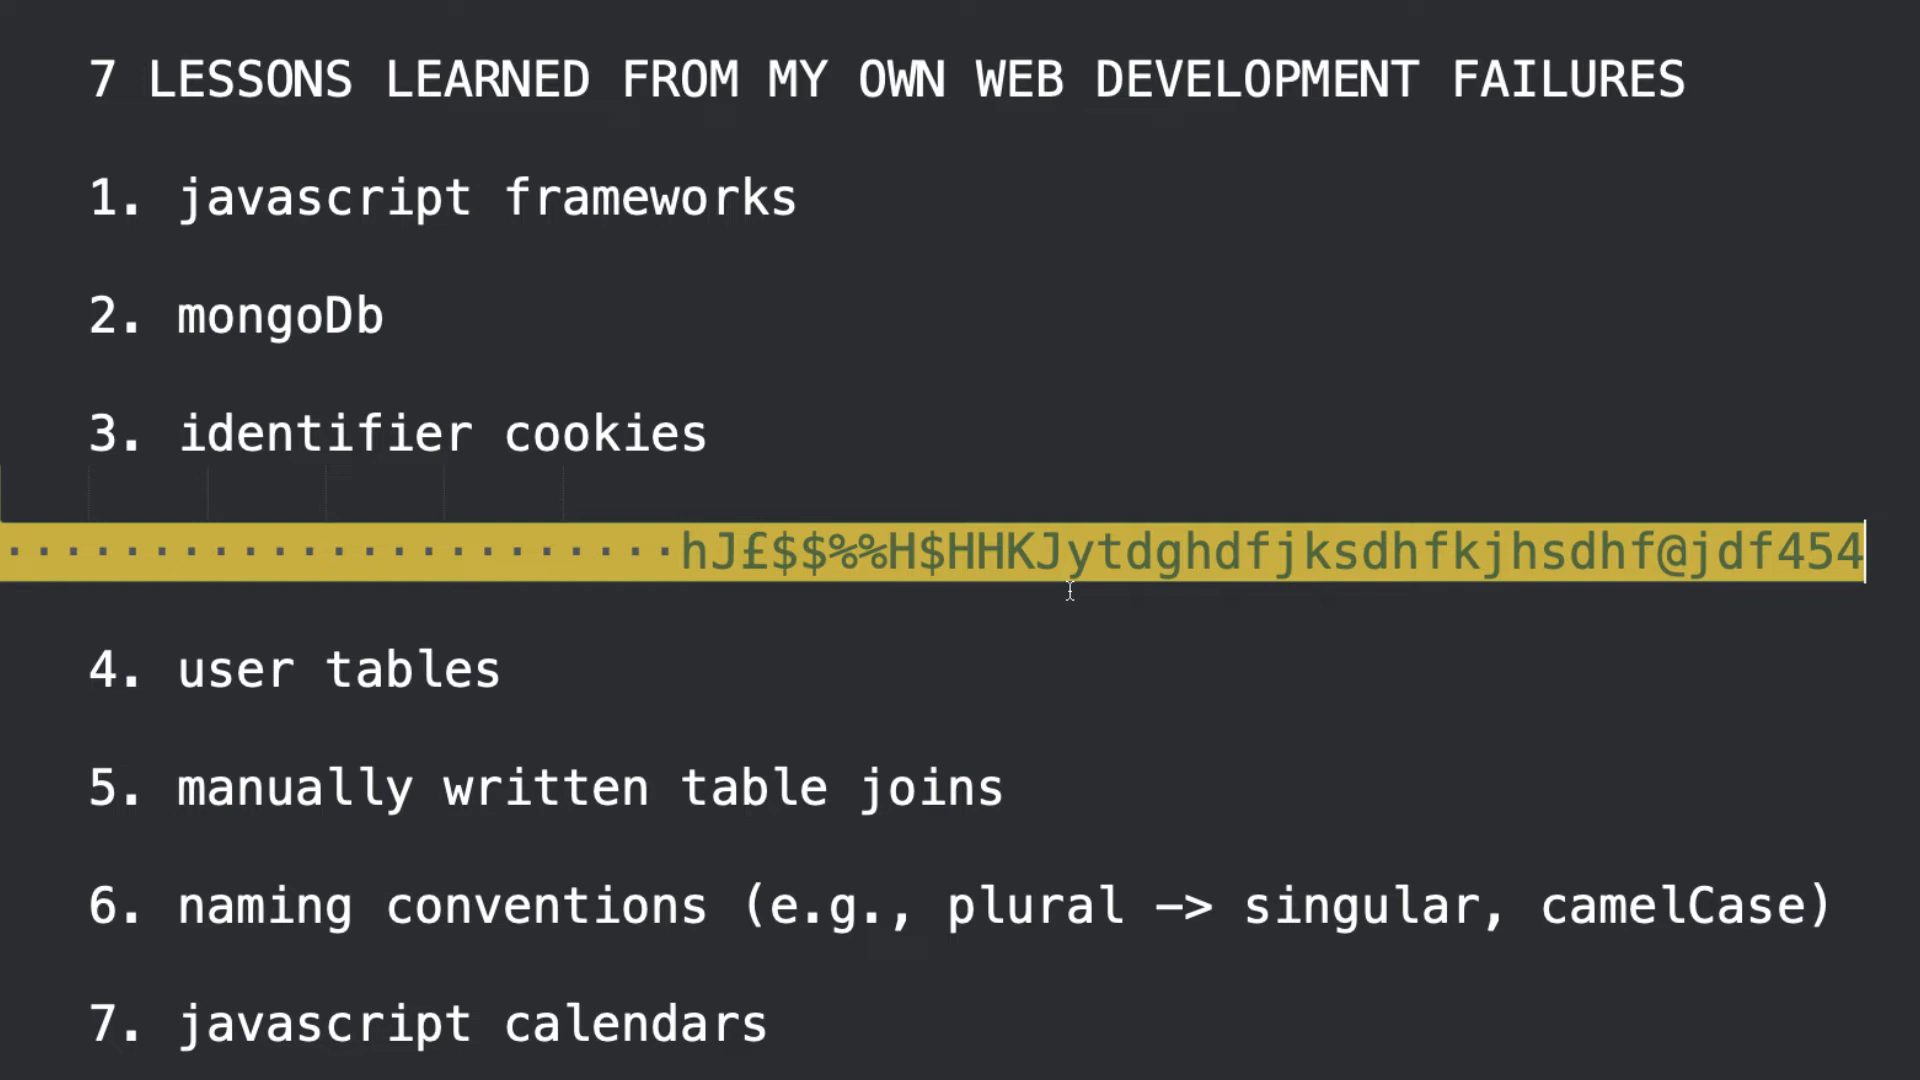 7 LESSONS LEARNED FROM MY OWN WEB DEVELOPMENT FAILURES
1. javascript frameworks
2. mongoDb
3. identifier cookies
hJ£$$%%H$HHKJytdghdfjksdhfkjhsdhf@jdf454
4. user tables
5. manually written table joins
6. naming conventions (e.g., plural -> singular, camelCase)
7. javascript calendars